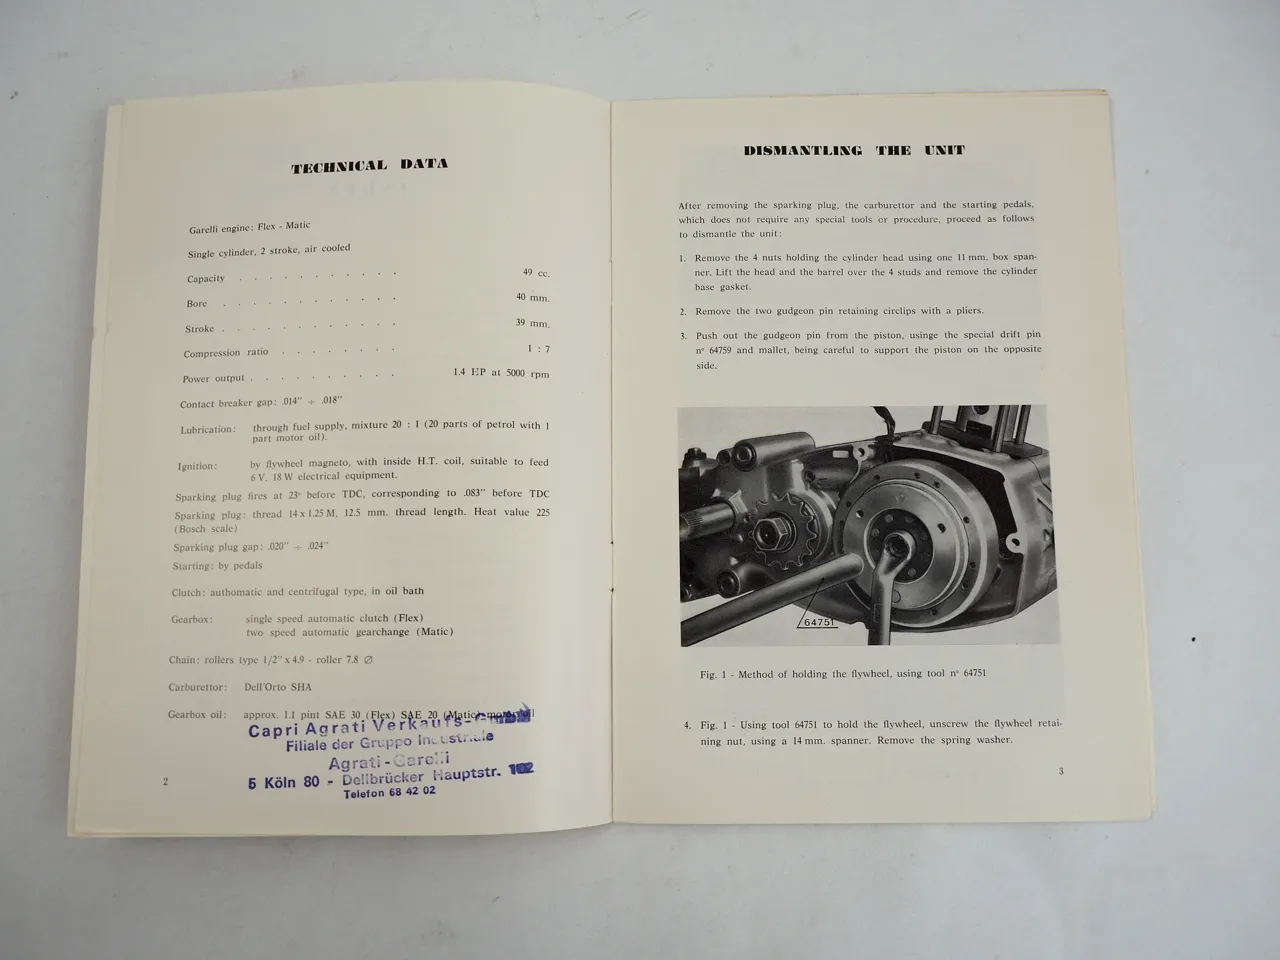 TECHNICAL DATA
Garelli engine: Flex - Matic
Single cylinder, 2 stroke, air cooled
Capacity . . . . . . . . . . . 49 cc.
Bore . . . . . . . . . . . . 40 mm.
Stroke . . . . . . . . . . . . 39 mm.
Compression ratio . . . . . . . . 1 : 7
Power output . . . . . . . . . . 1.4 HP at 5000 rpm
Contact breaker gap: .014" ÷ .018"
Lubrication: through fuel supply, mixture 20 : 1 (20 parts of petrol with 1
part motor oil).
Ignition: by flywheel magneto, with inside H.T. coil, suitable to feed
6 V. 18 W electrical equipment.
Sparking plug fires at 23° before TDC, corresponding to .083" before TDC
Sparking plug: thread 14 x 1.25 M, 12.5 mm. thread length. Heat value 225
(Bosch scale)
Sparking plug gap: .020" ÷ .024"
Starting: by pedals
Clutch: authomatic and centrifugal type, in oil bath
Gearbox: single speed automatic clutch (Flex)
two speed automatic gearchange (Matic)
Chain: rollers type 1/2" x 4.9 - roller 7.8 Ø
Carburettor: Dell'Orto SHA
Gearbox oil: approx. 1.1 pint SAE 30 (Flex) SAE 20 (Matic) motor oil
Capri Agrati Verkaufs-
Filiale der Gruppo Industriale
Agrati-Garelli
5 Köln 80 - Dellbrücker Hauptstr. 102
Telefon 68 42 02
2
DISMANTLING THE UNIT
After removing the sparking plug, the carburettor and the starting pedals,
which does not require any special tools or procedure, proceed as follows
to dismantle the unit:
1. Remove the 4 nuts holding the cylinder head using one 11 mm. box span-
ner. Lift the head and the barrel over the 4 studs and remove the cylinder
base gasket.
2. Remove the two gudgeon pin retaining circlips with a pliers.
3. Push out the gudgeon pin from the piston, usinge the special drift pin
n° 64759 and mallet, being careful to support the piston on the opposite
side.
64751
Fig. 1 - Method of holding the flywheel, using tool n° 64751
4. Fig. 1 - Using tool 64751 to hold the flywheel, unscrew the flywheel retai-
ning nut, using a 14 mm. spanner. Remove the spring washer.
3